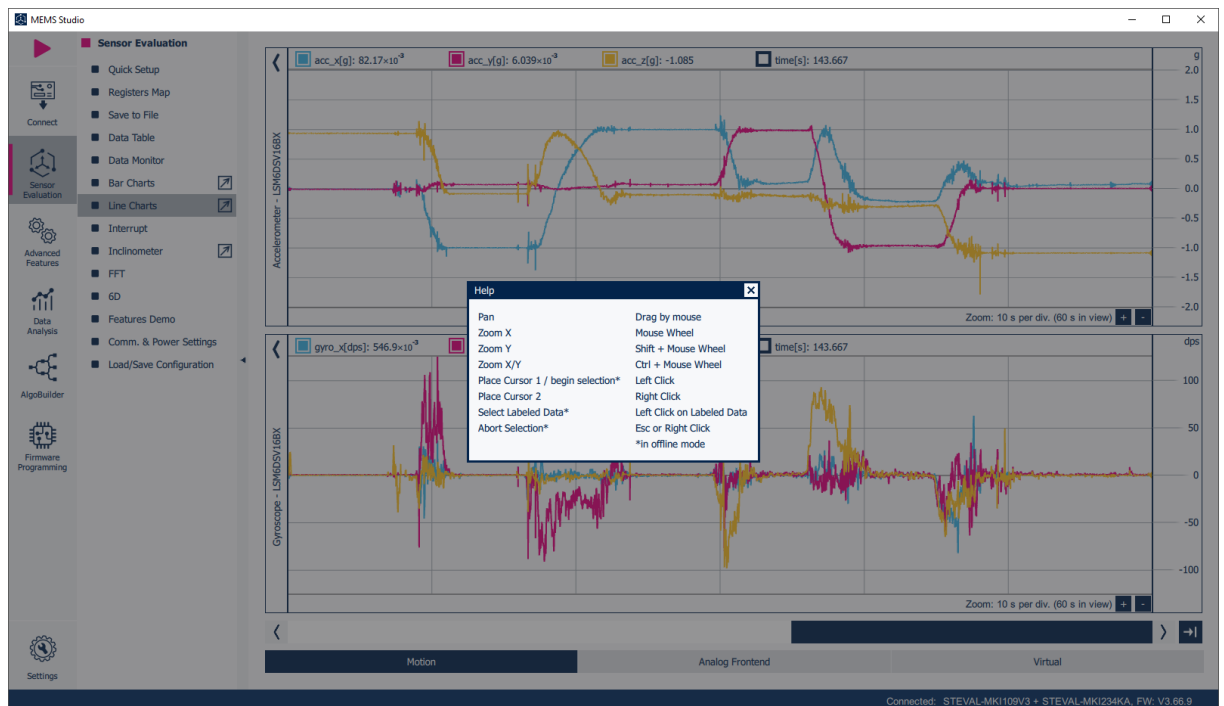 MEMS Studio
Connect
Sensor
Evaluation
Advanced
Features
Data
Analysis
AlgoBuilder
Firmware
Programming
Settings
Sensor Evaluation
Quick Setup
Registers Map
Save to File
Data Table
Data Monitor
Bar Charts
Line Charts
Interrupt
Inclinometer
FFT
6D
Features Demo
Comm. & Power Settings
Load/Save Configuration
acc_x[g]: 82.17×10⁻³ acc_y[g]: 6.039×10⁻³ acc_z[g]: -1.085 time[s]: 143.667
g
2.0
1.5
1.0
0.5
0.0
-0.5
-1.0
-1.5
-2.0
Accelerometer - LSM6DSV16BX
Zoom: 10 s per div. (60 s in view) + -
Help
Pan Drag by mouse
Zoom X Mouse Wheel
Zoom Y Shift + Mouse Wheel
Zoom X/Y Ctrl + Mouse Wheel
Place Cursor 1 / begin selection* Left Click
Place Cursor 2 Right Click
Select Labeled Data* Left Click on Labeled Data
Abort Selection* Esc or Right Click
*in offline mode
gyro_x[dps]: 546.9×10⁻³ time[s]: 143.667
dps
100
50
0
-50
-100
Gyroscope - LSM6DSV16BX
Zoom: 10 s per div. (60 s in view) + -
Motion Analog Frontend Virtual
Connected: STEVAL-MKI109V3 + STEVAL-MKI234KA, FW: V3.66.9